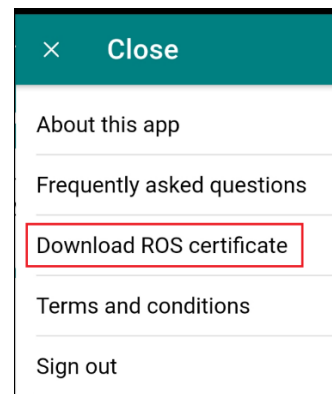 Close
About this app
Frequently asked questions
Download ROS certificate
Terms and conditions
Sign out